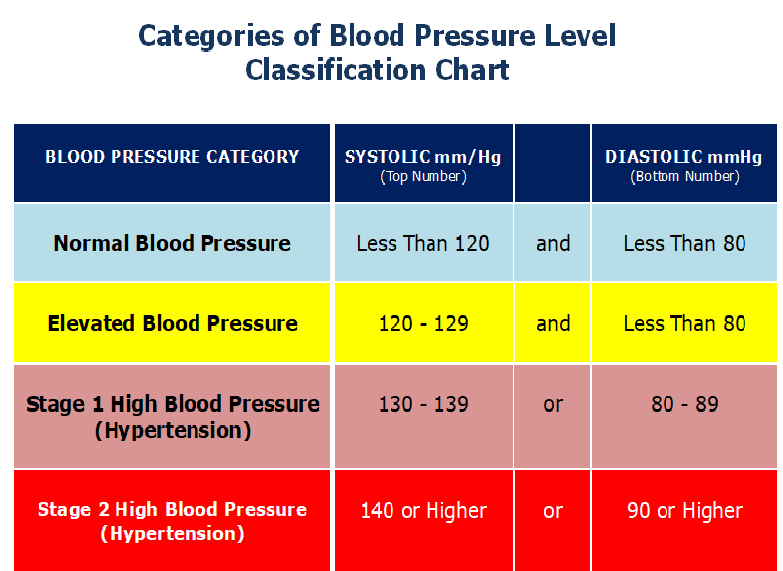 Categories of Blood Pressure Level
Classification Chart
BLOOD PRESSURE CATEGORY
SYSTOLIC mm/Hg
(Top Number)
DIASTOLIC mmHg
(Bottom Number)
Normal Blood Pressure
Less Than 120
and
Less Than 80
Elevated Blood Pressure
120 - 129
and
Less Than 80
Stage 1 High Blood Pressure
(Hypertension)
130 - 139
or
80 - 89
Stage 2 High Blood Pressure
(Hypertension)
140 or Higher
or
90 or Higher